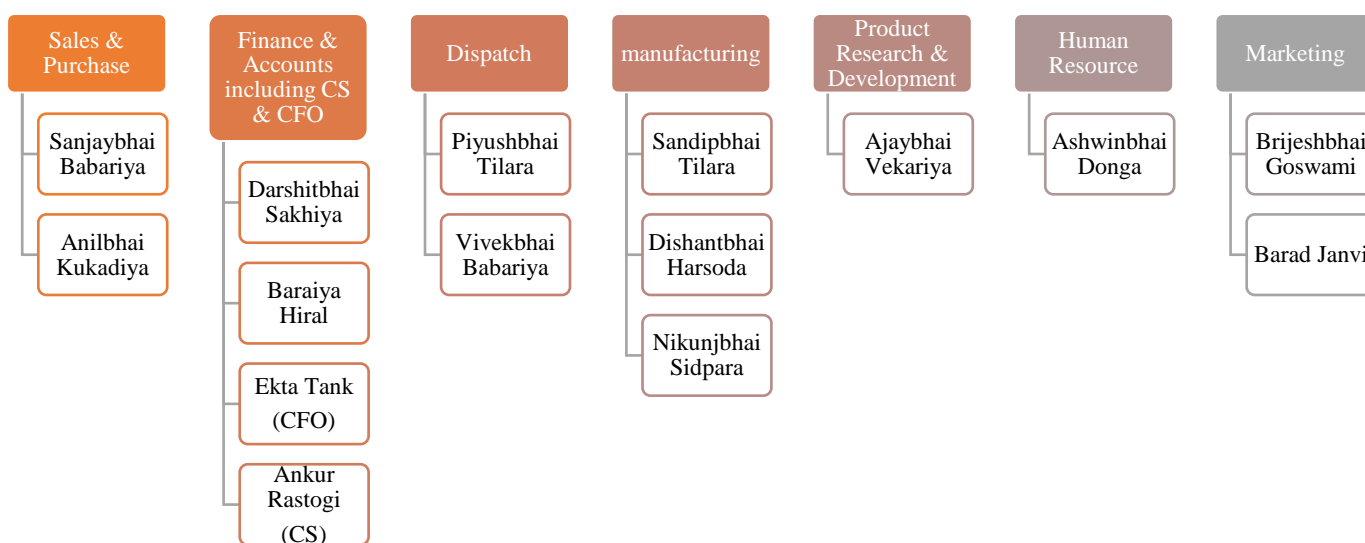 Sales &
Purchase
Sanjaybhai
Babariya
Anilbhai
Kukadiya
Finance &
Accounts
including CS
& CFO
Darshitbhai
Sakhiya
Baraiya
Hiral
Ekta Tank
(CFO)
Ankur
Rastogi
(CS)
Dispatch
Piyushbhai
Tilara
Vivekbhai
Babariya
manufacturing
Sandipbhai
Tilara
Dishantbhai
Harsoda
Nikunjbhai
Sidpara
Product
Research &
Development
Ajaybhai
Vekariya
Human
Resource
Ashwinbhai
Donga
Marketing
Brijeshbhai
Goswami
Barad Janvi